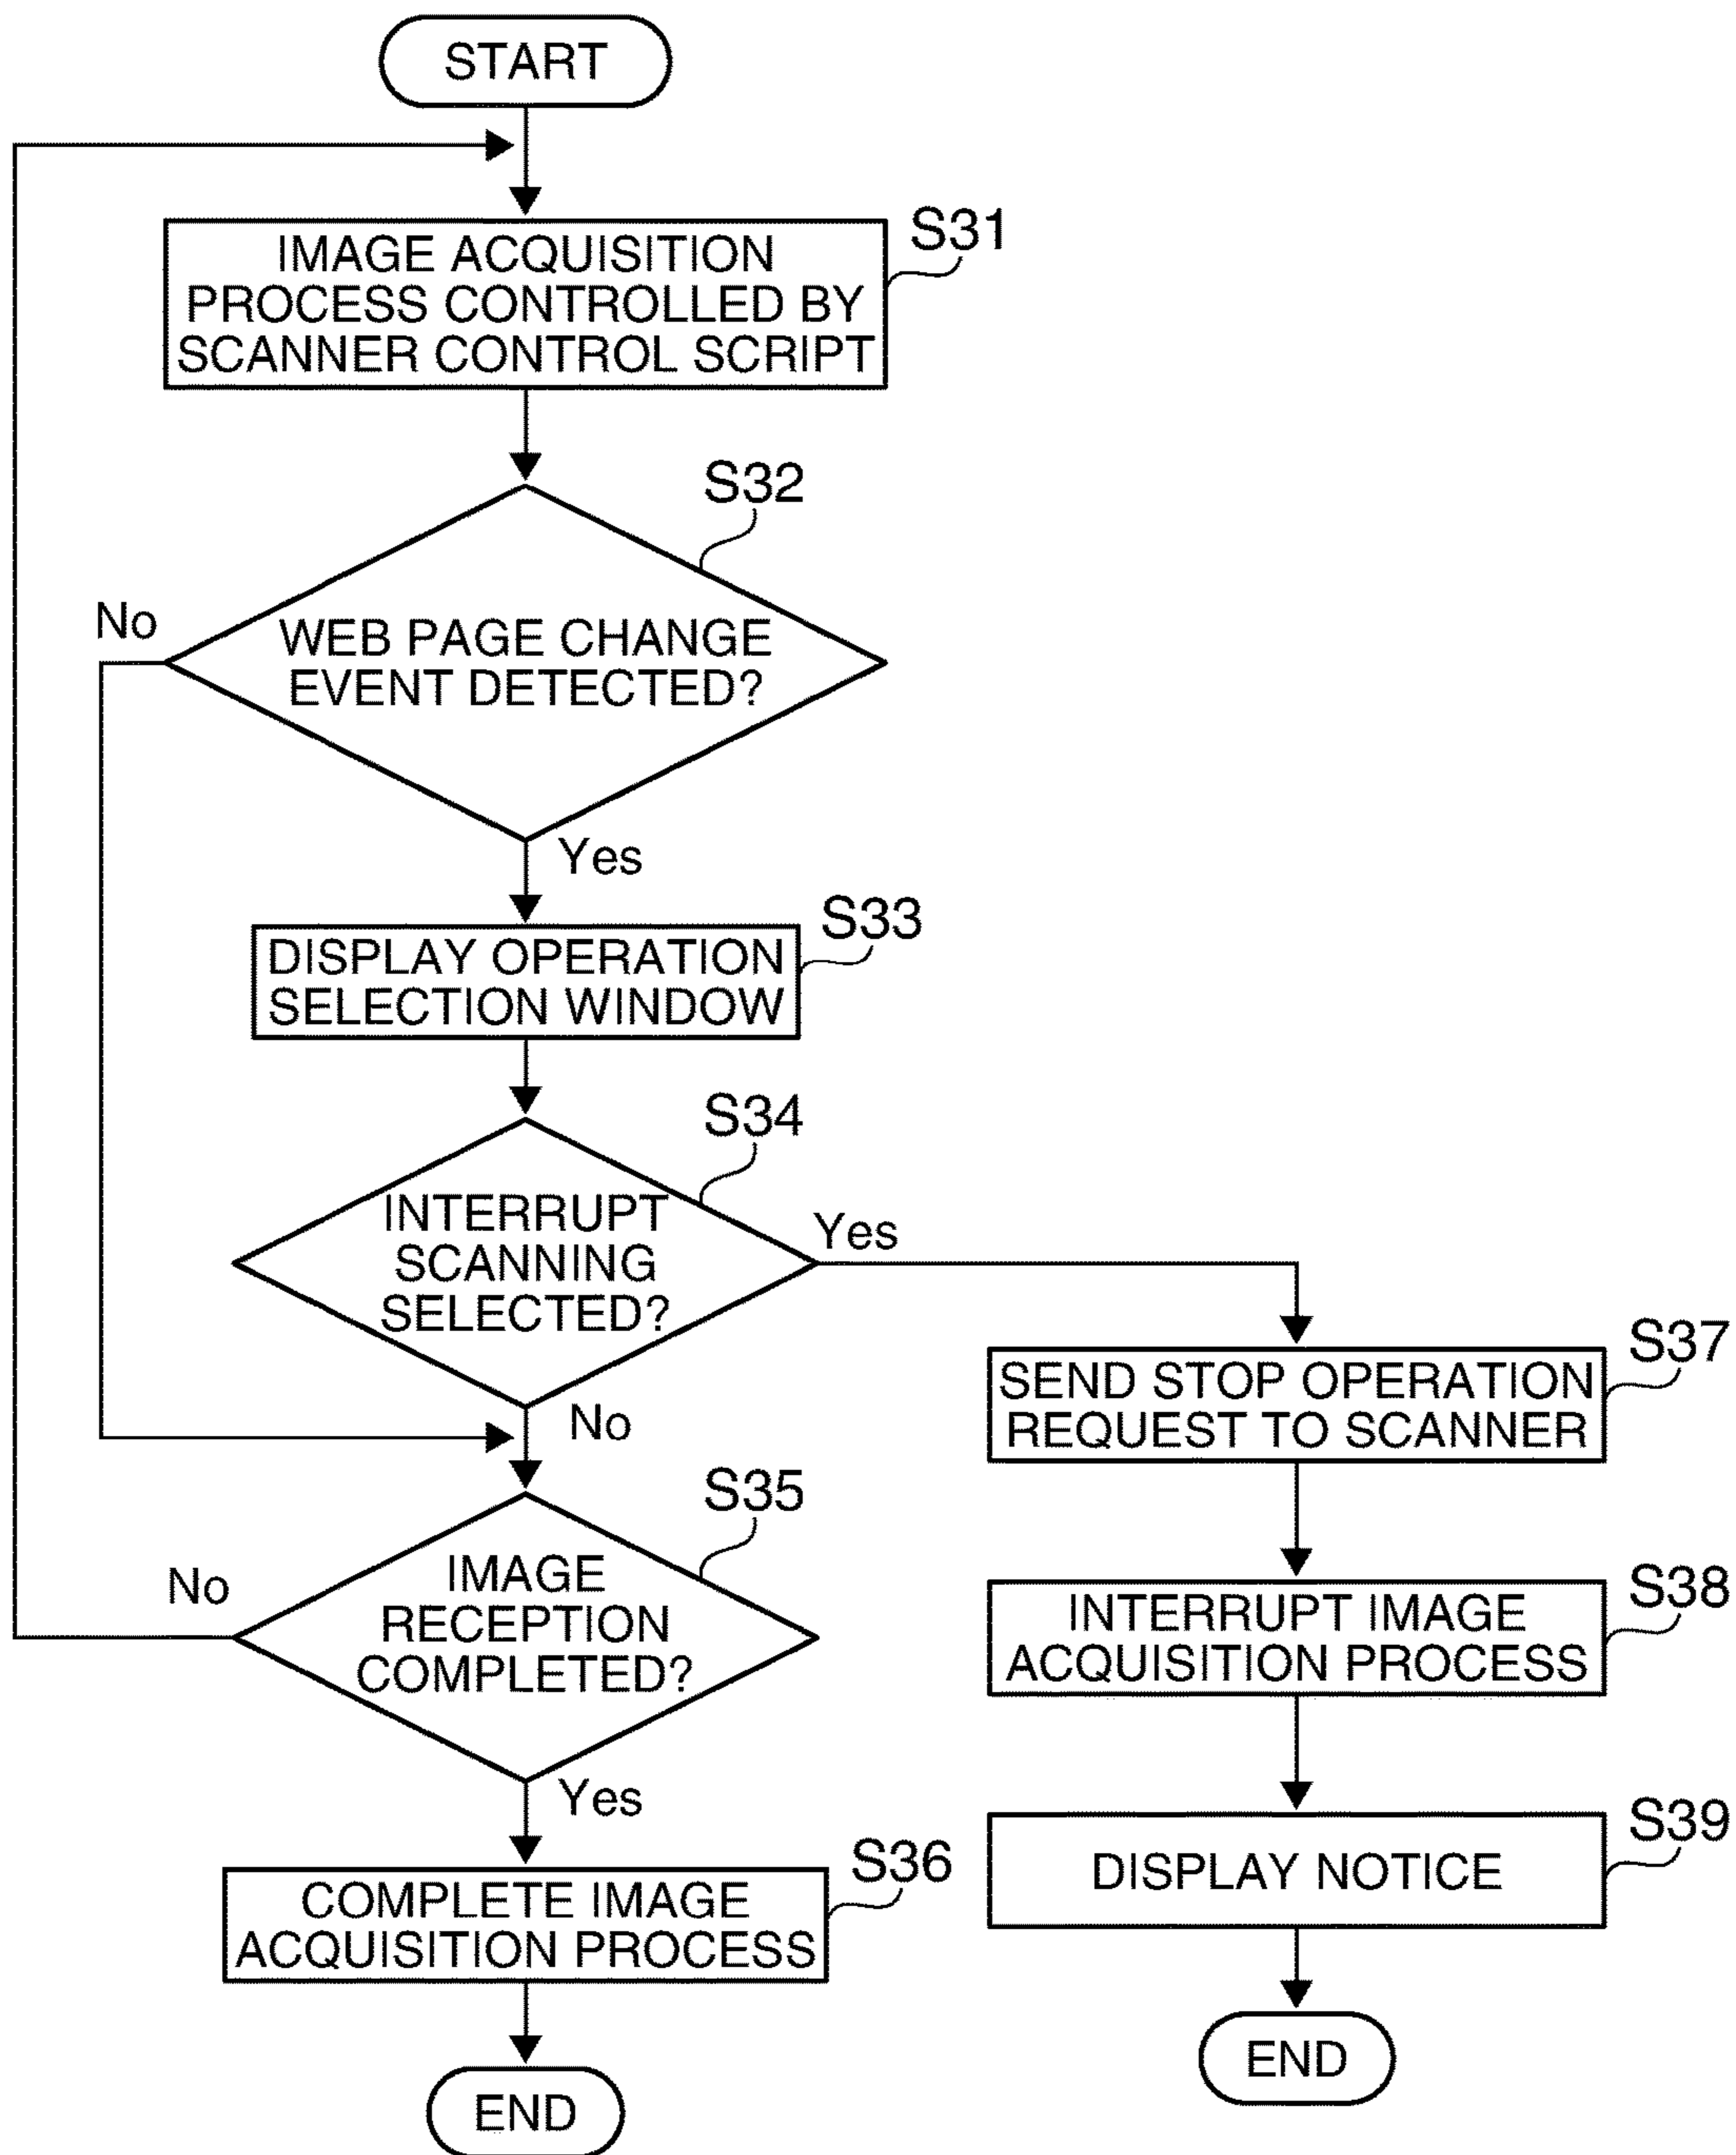 START
IMAGE ACQUISITION
PROCESS CONTROLLED BY
SCANNER CONTROL SCRIPT
S31
S32
No
WEB PAGE CHANGE
EVENT DETECTED?
Yes
S33
DISPLAY OPERATION
SELECTION WINDOW
S34
INTERRUPT
SCANNING
SELECTED?
Yes
No
S35
No
IMAGE
RECEPTION
COMPLETED?
Yes
S36
COMPLETE IMAGE
ACQUISITION PROCESS
END
S37
SEND STOP OPERATION
REQUEST TO SCANNER
S38
INTERRUPT IMAGE
ACQUISITION PROCESS
S39
DISPLAY NOTICE
END